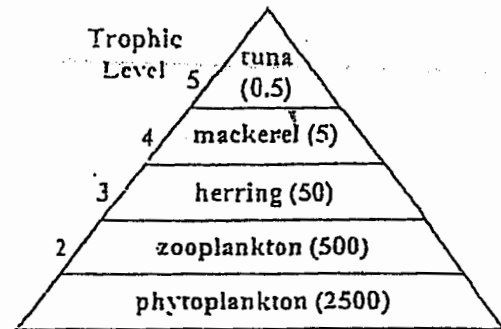 Trophic
Level
5
tuna
(0.5)
4
mackerel (5)
3
herring (50)
2
zooplankton (500)
phytoplankton (2500)